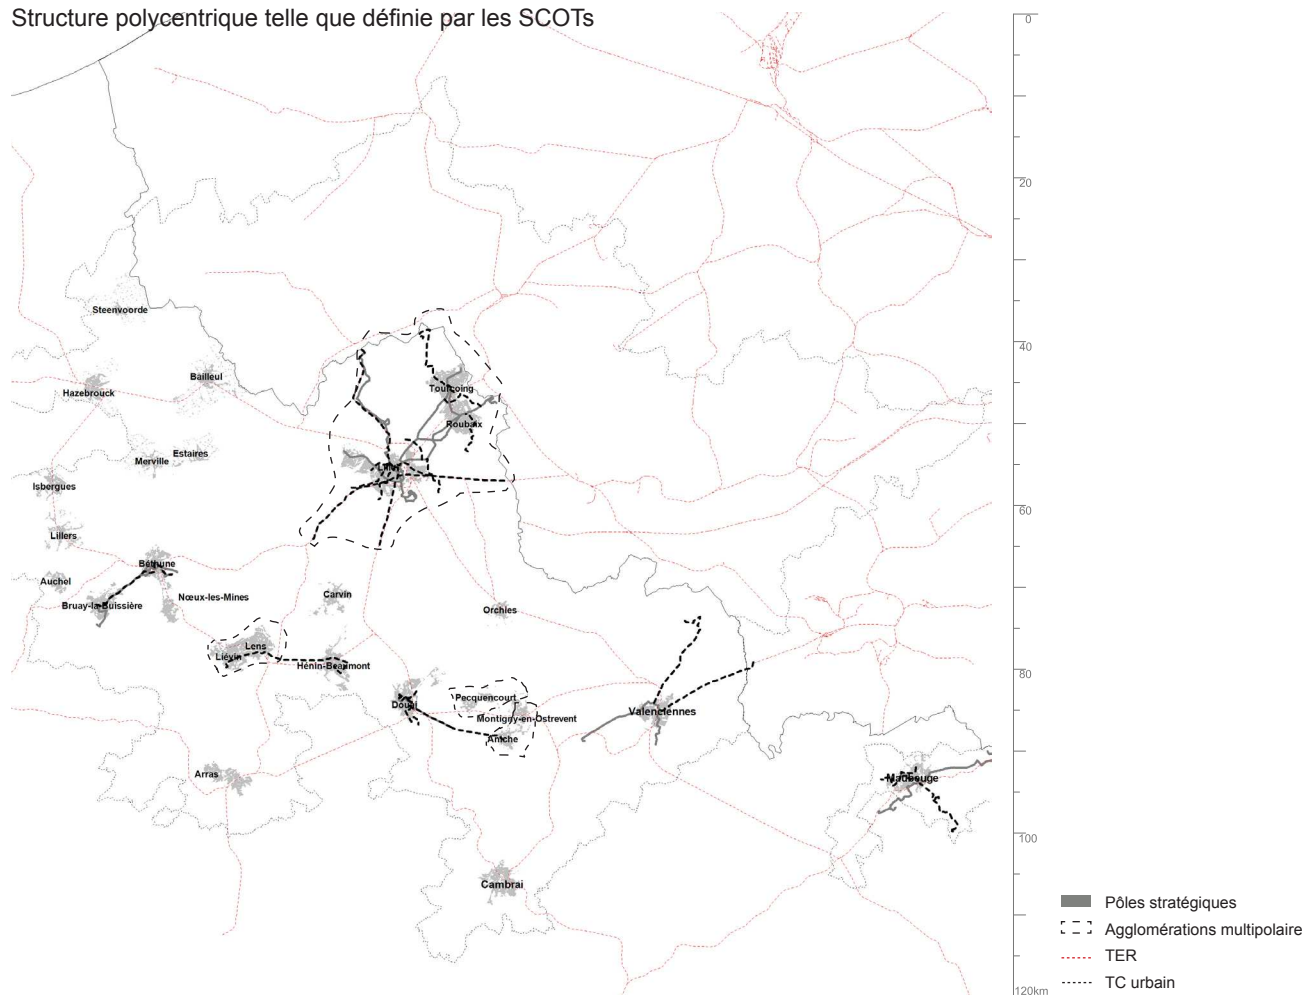 Structure polycentrique telle que définie par les SCOTs
0
20
Steenvoorde
40
Bailleul
Hazebrouck
Tourcoing
Roubaix
Estaires
Merville
Lille
Isbergues
60
Lillers
Béthune
Auchel
Carvin
Nœux-les-Mines
Bruay-la-Buissière
Orchies
Lens
Liévin
Hénin-Beaumont
80
Pecquencourt
Douai
Valenciennes
Montigny-en-Ostrevent
Aniche
Arras
Maubeuge
100
Cambrai
120km
Pôles stratégiques
Agglomérations multipolaire
TER
TC urbain